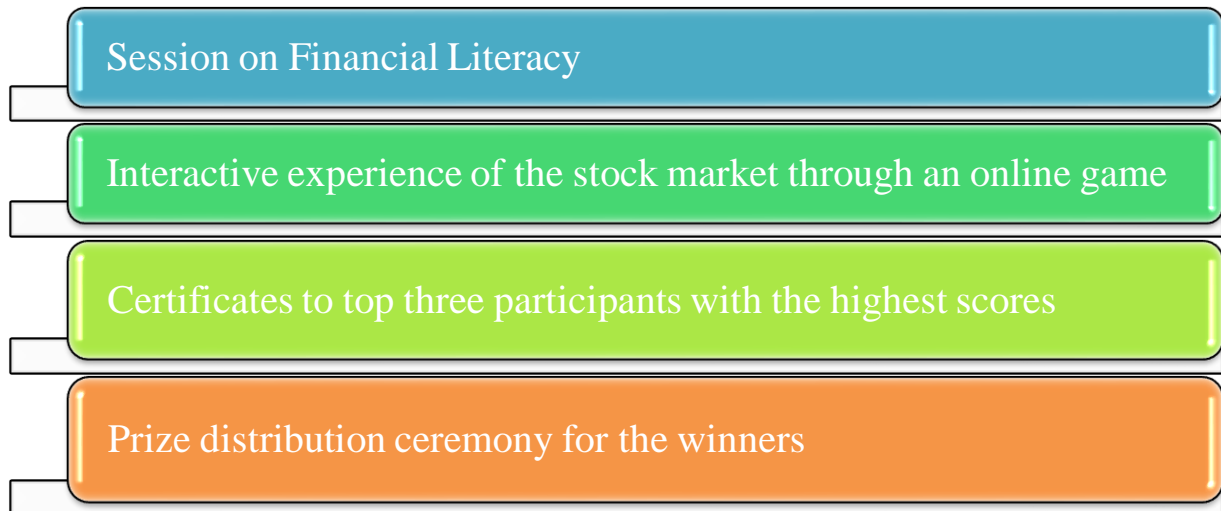 Session on Financial Literacy
Interactive experience of the stock market through an online game
Certificates to top three participants with the highest scores
Prize distribution ceremony for the winners